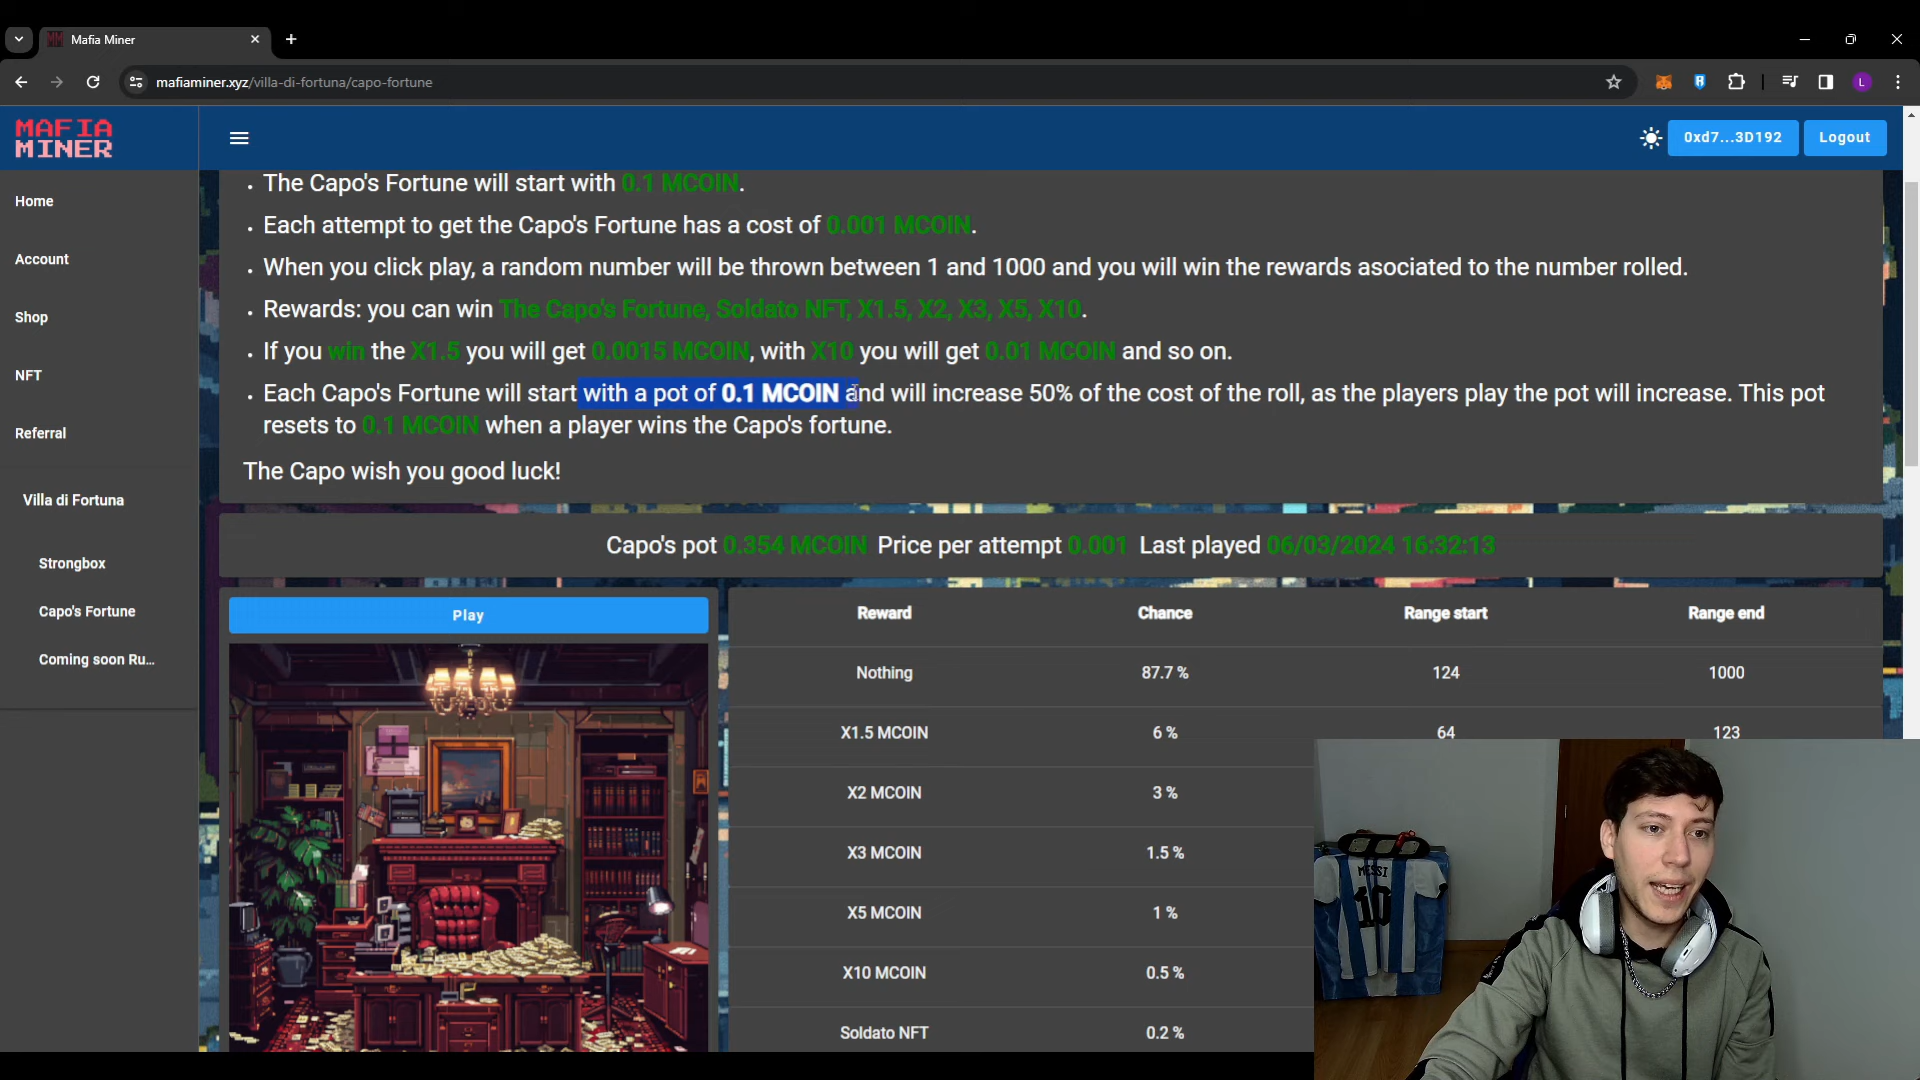 Mafia Miner
mafiaminer.xyz/villa-di-fortuna/capo-fortune
L
MAFIA
MINER
0xd7...3D192
Logout
Home
Account
Shop
NFT
Referral
Villa di Fortuna
Strongbox
Capo's Fortune
Coming soon Ru...
• The Capo's Fortune will start with 0.1 MCOIN.
• Each attempt to get the Capo's Fortune has a cost of 0.001 MCOIN.
• When you click play, a random number will be thrown between 1 and 1000 and you will win the rewards asociated to the number rolled.
• Rewards: you can win The Capo's Fortune, Soldato NFT, X1.5, X2, X3, X5, X10.
• If you win the X1.5 you will get 0.0015 MCOIN, with X10 you will get 0.01 MCOIN and so on.
• Each Capo's Fortune will start with a pot of 0.1 MCOIN and will increase 50% of the cost of the roll, as the players play the pot will increase. This pot
resets to 0.1 MCOIN when a player wins the Capo's fortune.
The Capo wish you good luck!
Capo's pot 0.354 MCOIN Price per attempt 0.001 Last played 06/03/2024 16:32:13
Play
Reward Chance Range start Range end
Nothing 87.7 % 124 1000
X1.5 MCOIN 6 % 64 123
X2 MCOIN 3 %
X3 MCOIN 1.5 %
X5 MCOIN 1 %
X10 MCOIN 0.5 %
Soldato NFT 0.2 %
MESSI
10